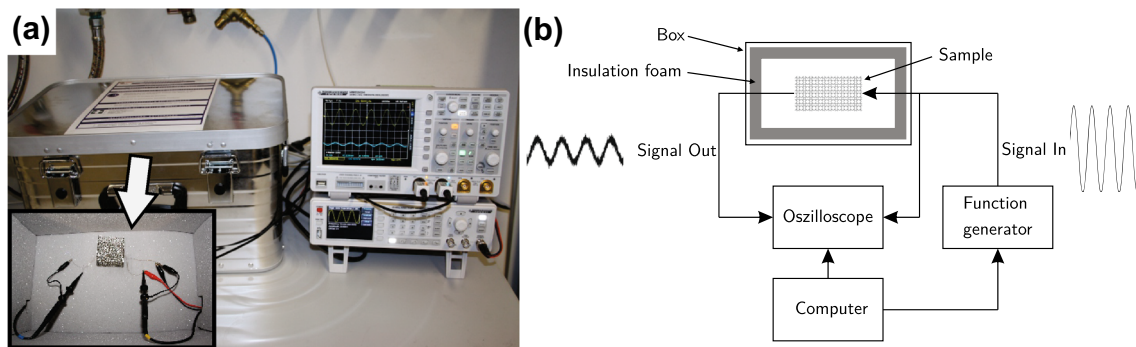 (a)
(b)
Box
Insulation foam
Sample
Signal Out
Signal In
Oszilloscope
Function
generator
Computer